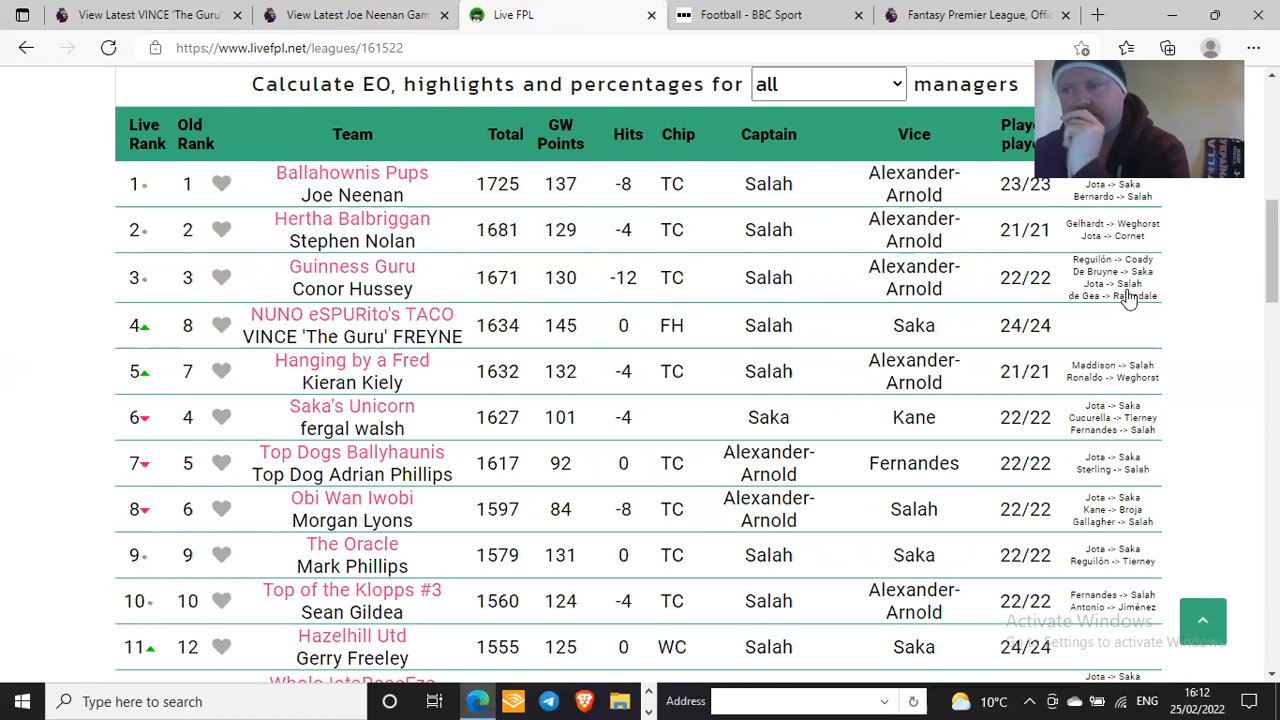 View Latest VINCE 'The Guru'
View Latest Joe Neenan Gam
Live FPL
Football - BBC Sport
Fantasy Premier League, Offic
https://www.livefpl.net/leagues/161522
Calculate EO, highlights and percentages for all managers
Live Rank Old Rank Team Total GW Points Hits Chip Captain Vice
1 1 Ballahownis Pups Joe Neenan 1725 137 -8 TC Salah Alexander-Arnold 23/23 Jota -> Saka Bernardo -> Salah
2 2 Hertha Balbriggan Stephen Nolan 1681 129 -4 TC Salah Alexander-Arnold 21/21 Gelhardt -> Weghorst Jota -> Cornet
3 3 Guinness Guru Conor Hussey 1671 130 -12 TC Salah Alexander-Arnold 22/22 Reguilón -> Coady De Bruyne -> Saka Jota -> Salah de Gea -> Ramsdale
4 8 NUNO eSPURito's TACO VINCE 'The Guru' FREYNE 1634 145 0 FH Salah Saka 24/24
5 7 Hanging by a Fred Kieran Kiely 1632 132 -4 TC Salah Alexander-Arnold 21/21 Maddison -> Salah Ronaldo -> Weghorst
6 4 Saka's Unicorn fergal walsh 1627 101 -4 Saka Kane 22/22 Jota -> Saka Cucurella -> Tierney Fernandes -> Salah
7 5 Top Dogs Ballyhaunis Top Dog Adrian Phillips 1617 92 0 TC Alexander-Arnold Fernandes 22/22 Jota -> Saka Sterling -> Salah
8 6 Obi Wan Iwobi Morgan Lyons 1597 84 -8 TC Alexander-Arnold Salah 22/22 Jota -> Saka Kane -> Broja Gallagher -> Salah
9 9 The Oracle Mark Phillips 1579 131 0 TC Salah Saka 22/22 Jota -> Saka Reguilón -> Tierney
10 10 Top of the Klopps #3 Sean Gildea 1560 124 -4 TC Salah Alexander-Arnold 22/22 Fernandes -> Salah Antonio -> Jiménez
11 12 Hazelhill Utd Gerry Freeley 1555 125 0 WC Salah Saka 24/24
Jota -> Saka
Activate Windows
Go to Settings to activate Windows.
Type here to search
Address
10°C
ENG
16:12
25/02/2022